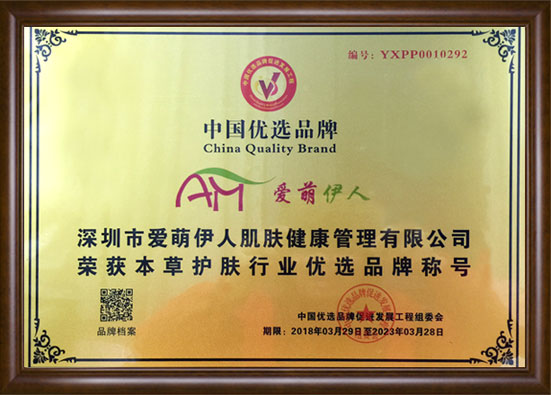 编号：YXPP0010292
中国优选品牌
China Quality Brand
AM 爱萌伊人
深圳市爱萌伊人肌肤健康管理有限公司
荣获本草护肤行业优选品牌称号
品牌档案
中国优选品牌促进发展工程组委会
期限：2018年03月29日至2023年03月28日